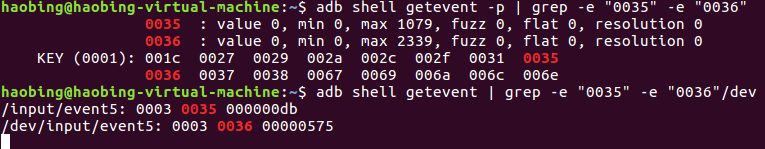 haobing@haobing-virtual-machine:~$ adb shell getevent -p | grep -e "0035" -e "0036"
0035 : value 0, min 0, max 1079, fuzz 0, flat 0, resolution 0
0036 : value 0, min 0, max 2339, fuzz 0, flat 0, resolution 0
KEY (0001): 001c 0027 0029 002a 002c 002f 0031 0035
0036 0037 0038 0067 0069 006a 006c 006e
haobing@haobing-virtual-machine:~$ adb shell getevent | grep -e "0035" -e "0036"/dev
/input/event5: 0003 0035 000000db
/dev/input/event5: 0003 0036 00000575